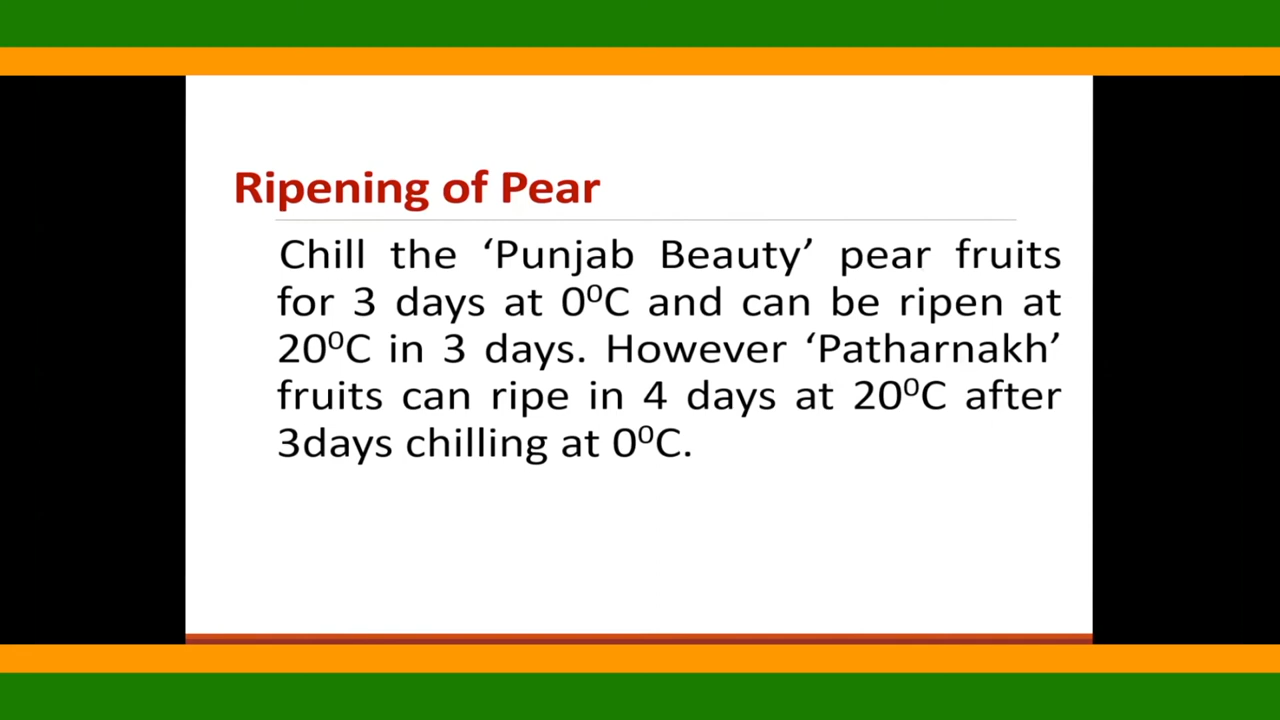 Ripening of Pear
Chill the ‘Punjab Beauty’ pear fruits
for 3 days at 0⁰C and can be ripen at
20⁰C in 3 days. However ‘Patharnakh’
fruits can ripe in 4 days at 20⁰C after
3days chilling at 0⁰C.